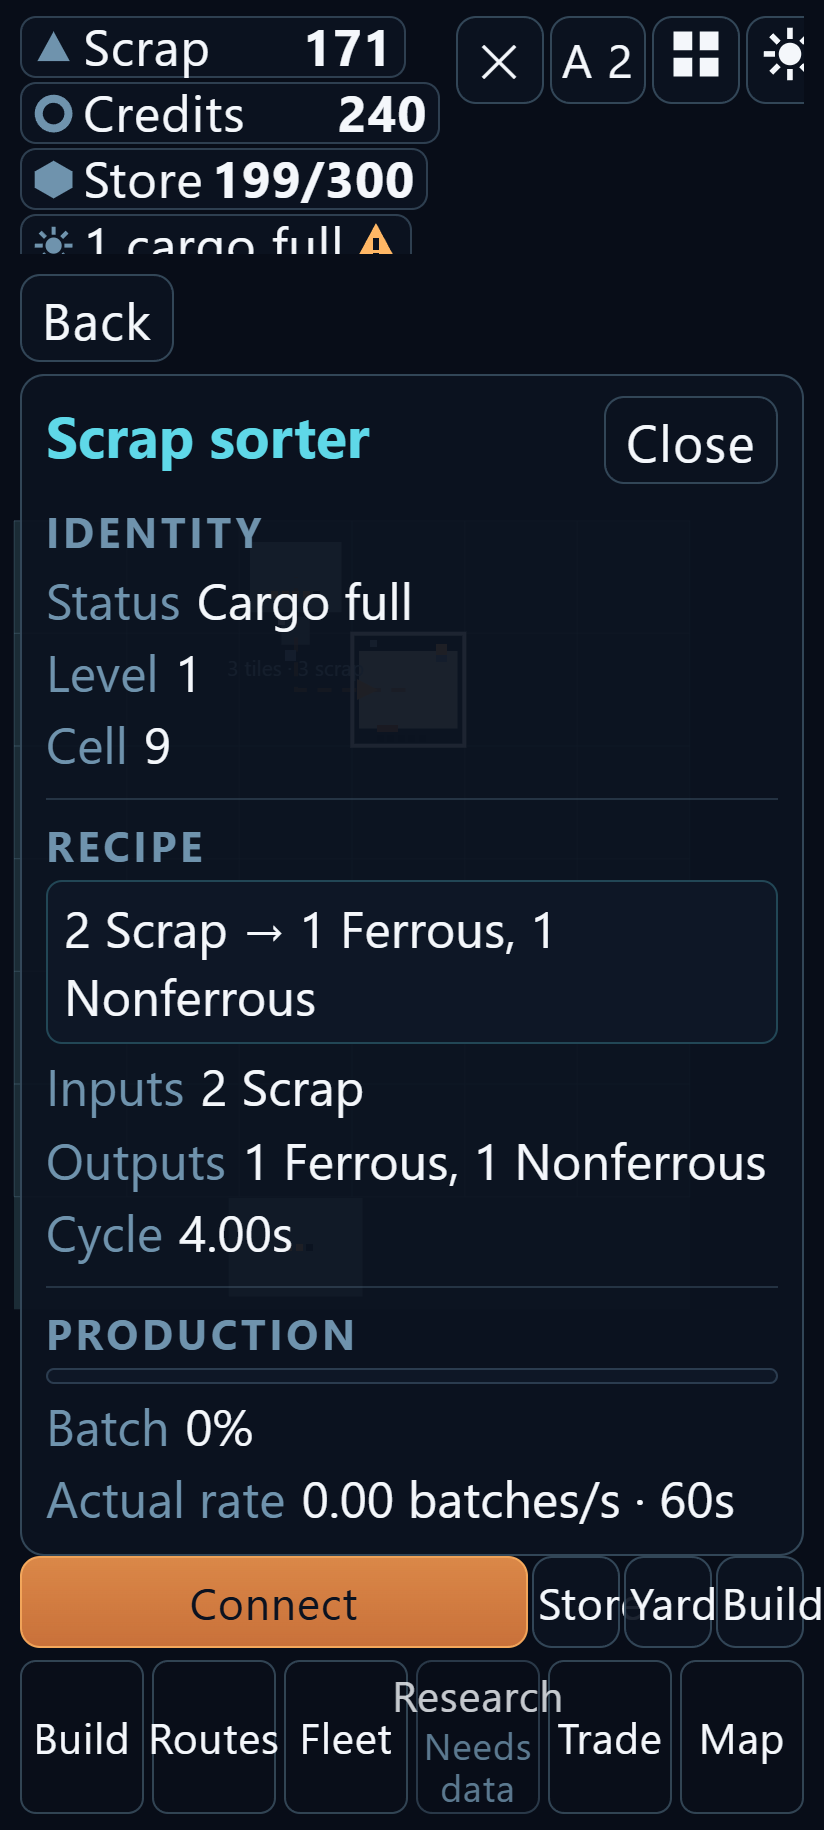 Scrap 171
Credits 240
Store 199/300
1 cargo full
A 2
Back
Scrap sorter
Close
IDENTITY
Status Cargo full
Level 1
Cell 9
RECIPE
2 Scrap → 1 Ferrous, 1
Nonferrous
Inputs 2 Scrap
Outputs 1 Ferrous, 1 Nonferrous
Cycle 4.00s
PRODUCTION
Batch 0%
Actual rate 0.00 batches/s · 60s
Connect
Store
Yard
Build
Build
Routes
Fleet
Research
Needs
data
Trade
Map